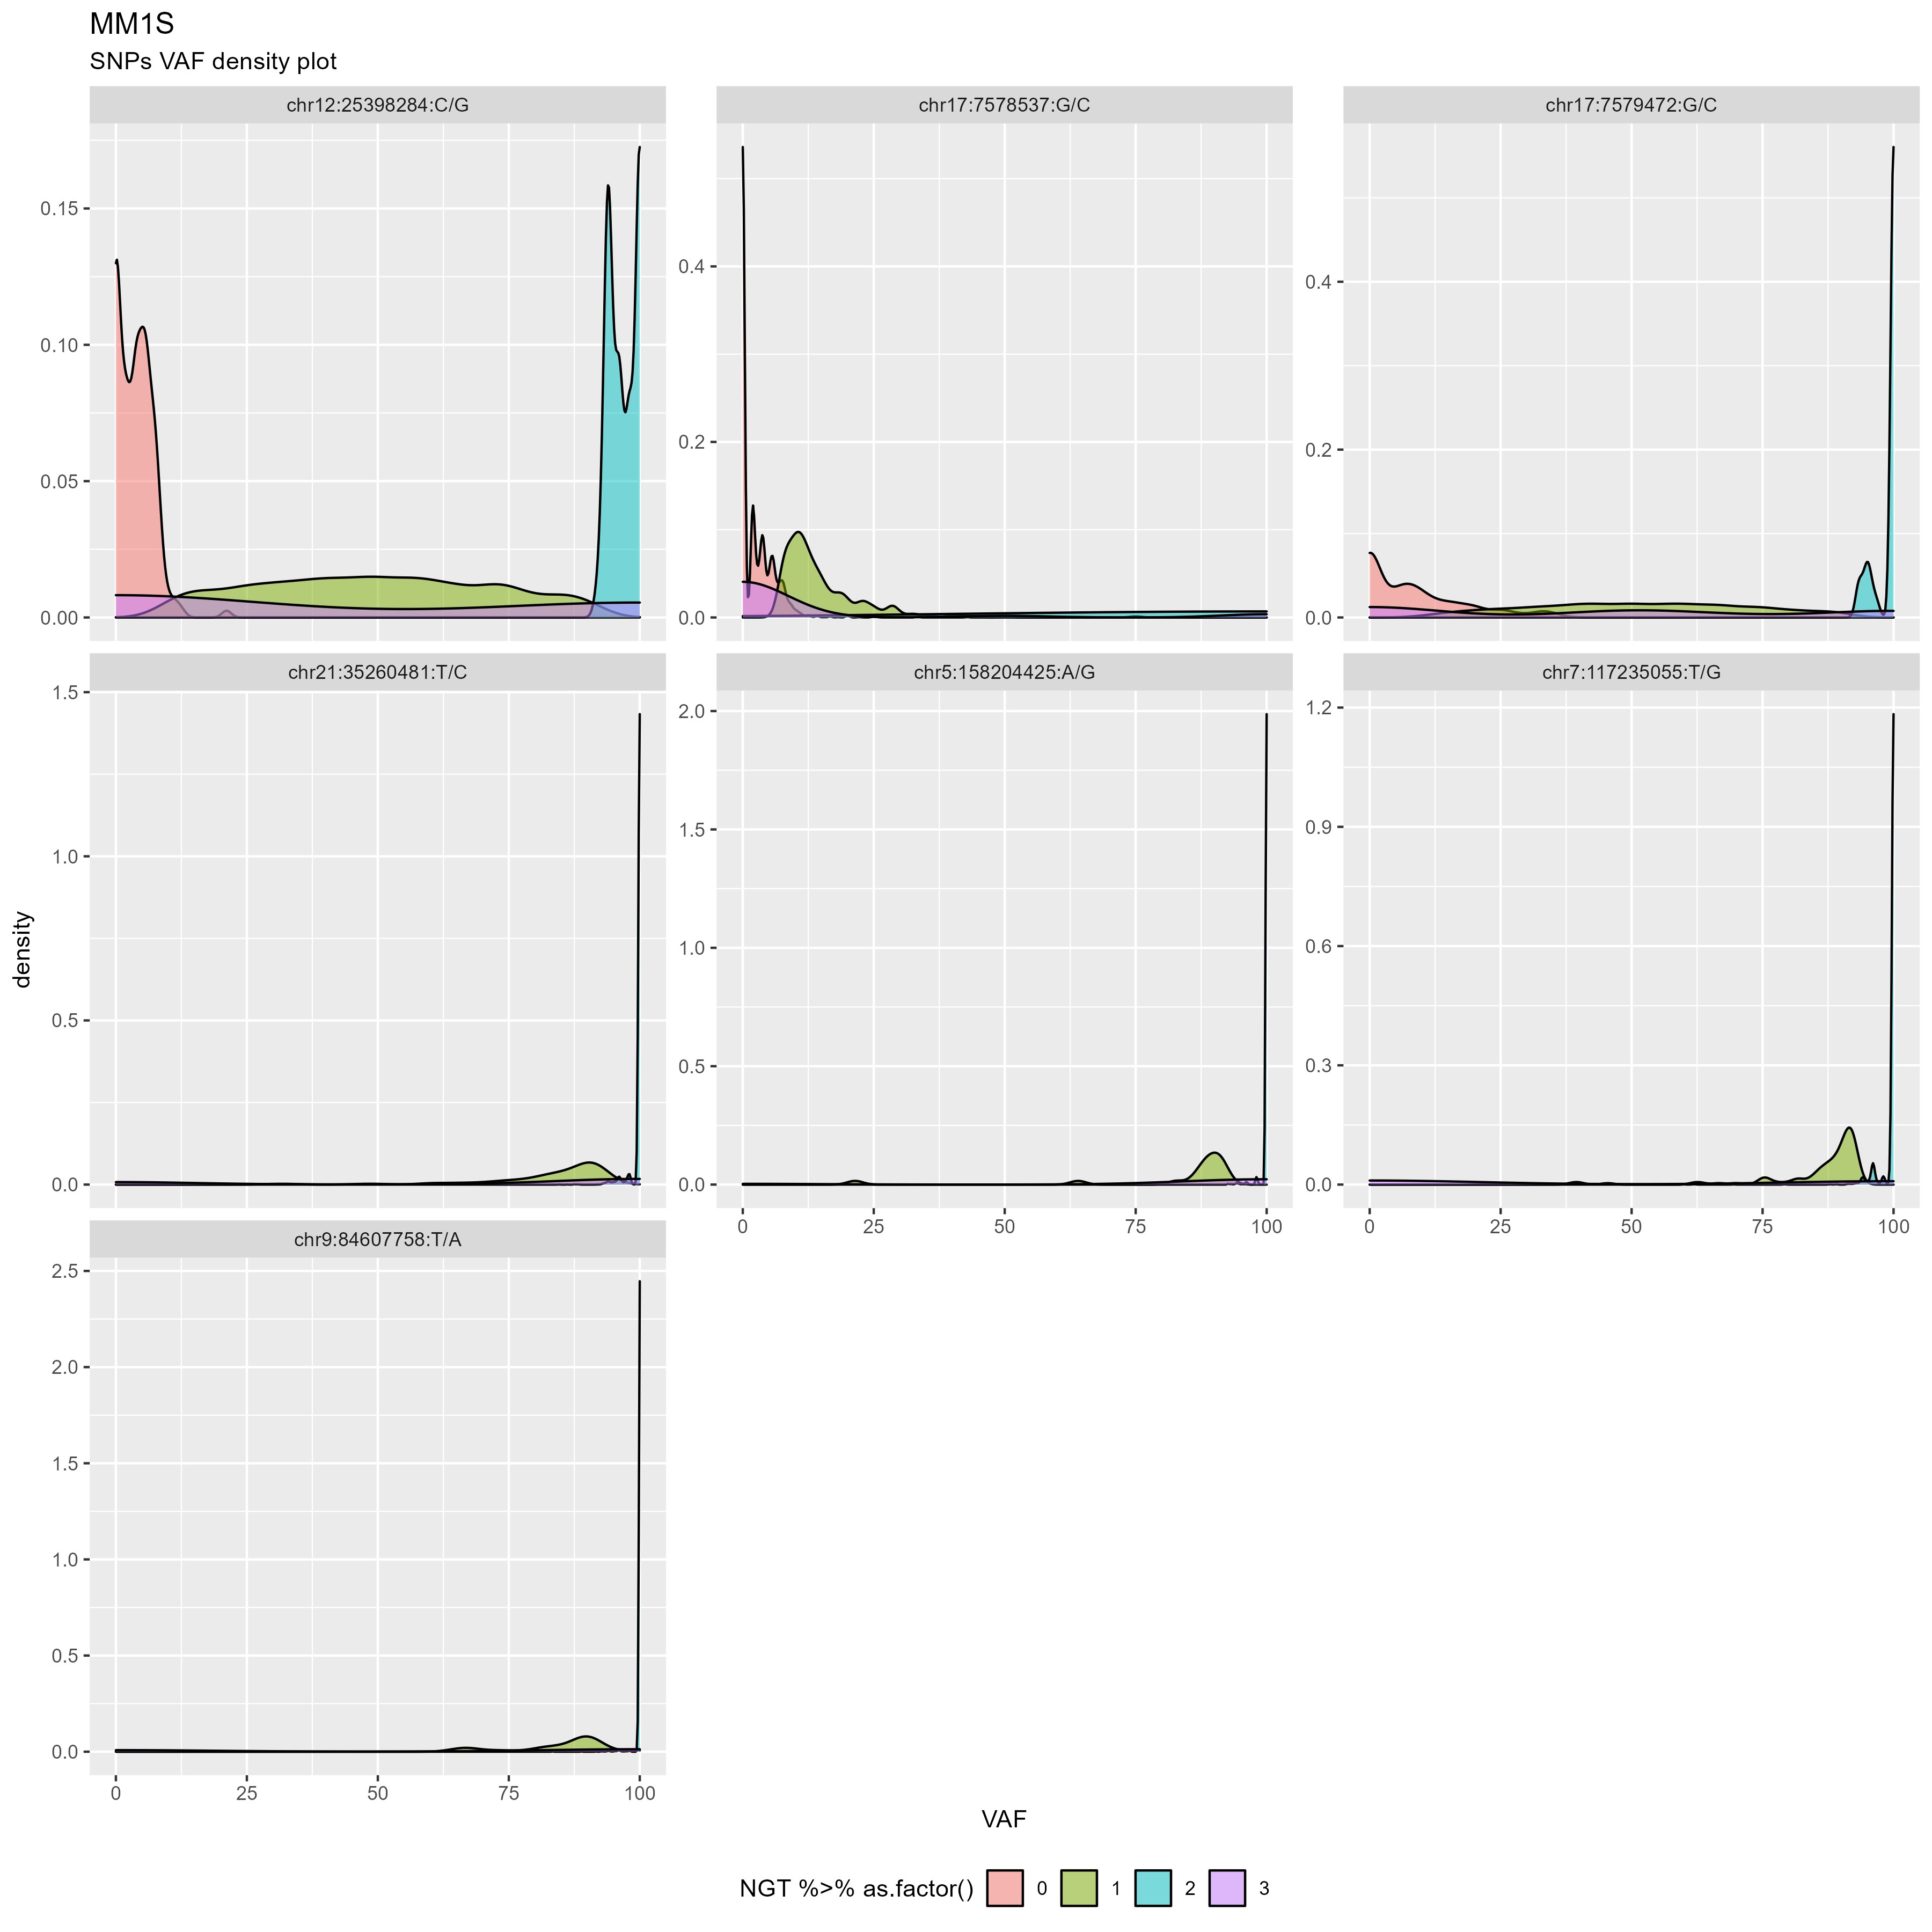 MM1S
SNPs VAF density plot
chr12:25398284:C/G
chr17:7578537:G/C
chr17:7579472:G/C
0.15
0.10
0.05
0.00
0.4
0.2
0.0
0.4
0.2
0.0
chr21:35260481:T/C
chr5:158204425:A/G
chr7:117235055:T/G
1.5
1.0
0.5
0.0
2.0
1.5
1.0
0.5
0.0
1.2
0.9
0.6
0.3
0.0
0 25 50 75 100
0 25 50 75 100
chr9:84607758:T/A
2.5
2.0
1.5
1.0
0.5
0.0
0 25 50 75 100
density
VAF
NGT %>% as.factor() 0 1 2 3